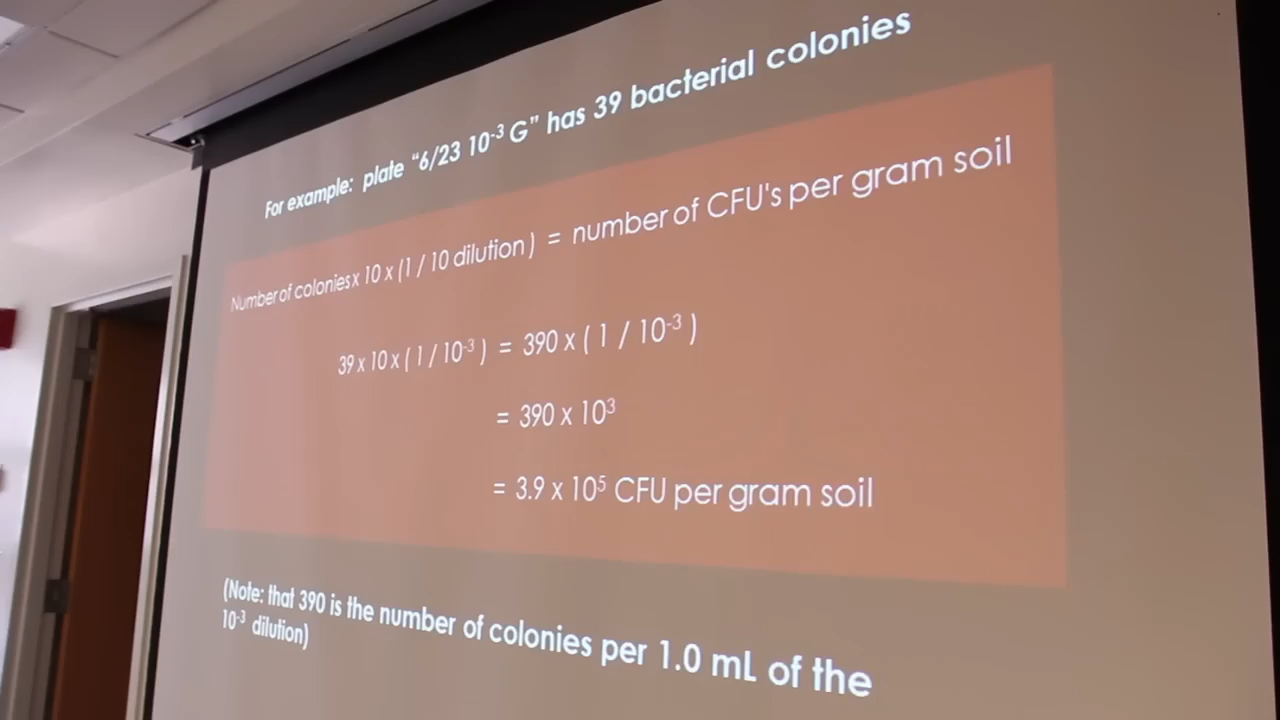 For example: plate “6/23 10⁻³ G” has 39 bacterial colonies
Number of colonies x 10 x (1 / 10 dilution) = number of CFU's per gram soil
39 x 10 x ( 1 / 10⁻³ ) = 390 x ( 1 / 10⁻³ )
= 390 x 10³
= 3.9 x 10⁵ CFU per gram soil
(Note: that 390 is the number of colonies per 1.0 mL of the
10⁻³ dilution)